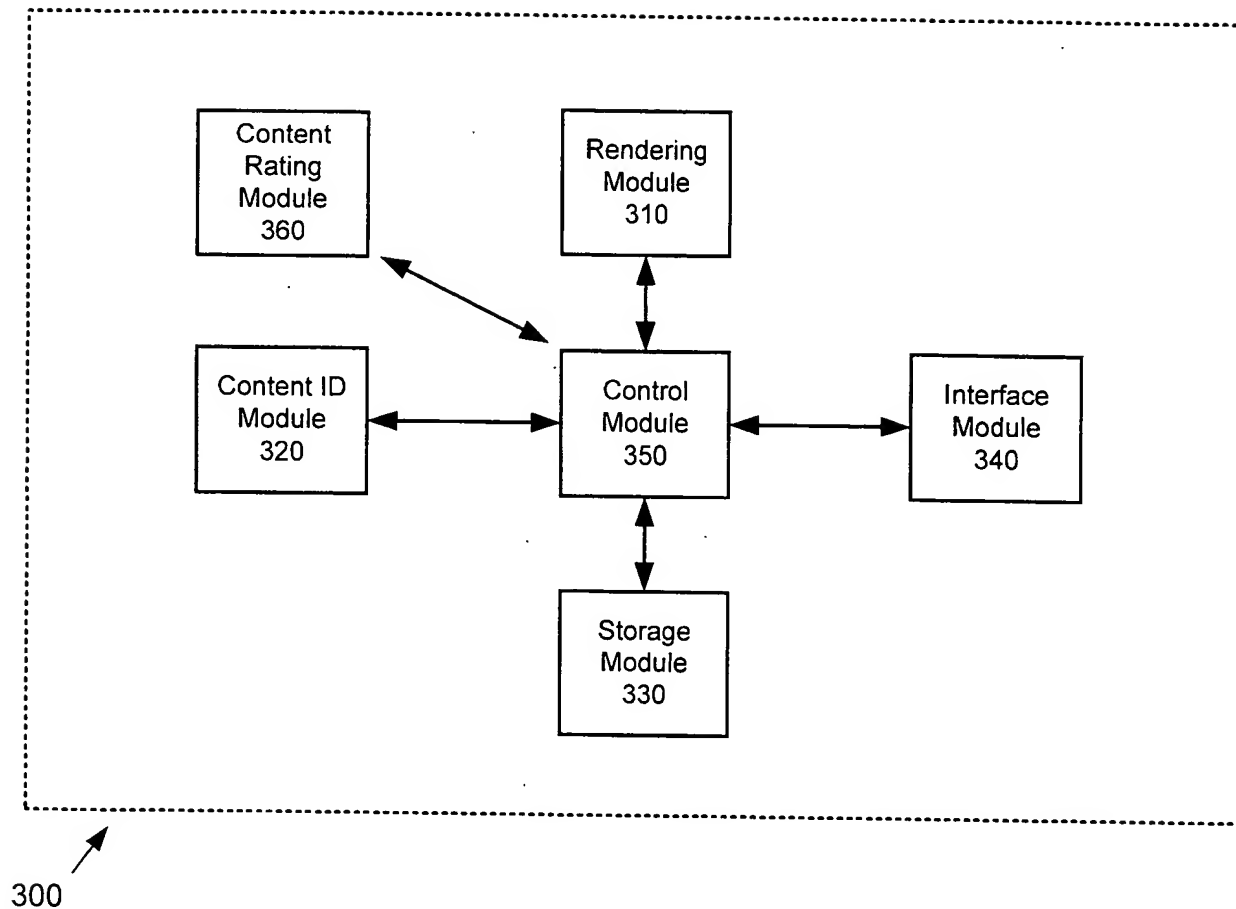 Content
Rating
Module
360
Rendering
Module
310
Content ID
Module
320
Control
Module
350
Interface
Module
340
Storage
Module
330
300